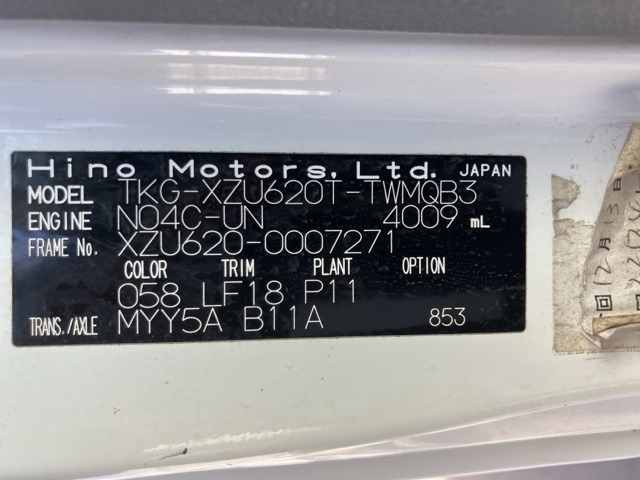 Hino Motors, Ltd. JAPAN
MODEL TKG-XZU620T-TWMQB3
ENGINE N04C-UN 4009 mL
FRAME No. XZU620-0007271
COLOR TRIM PLANT OPTION
058 LF18 P11
TRANS./AXLE MYY5A B11A 853